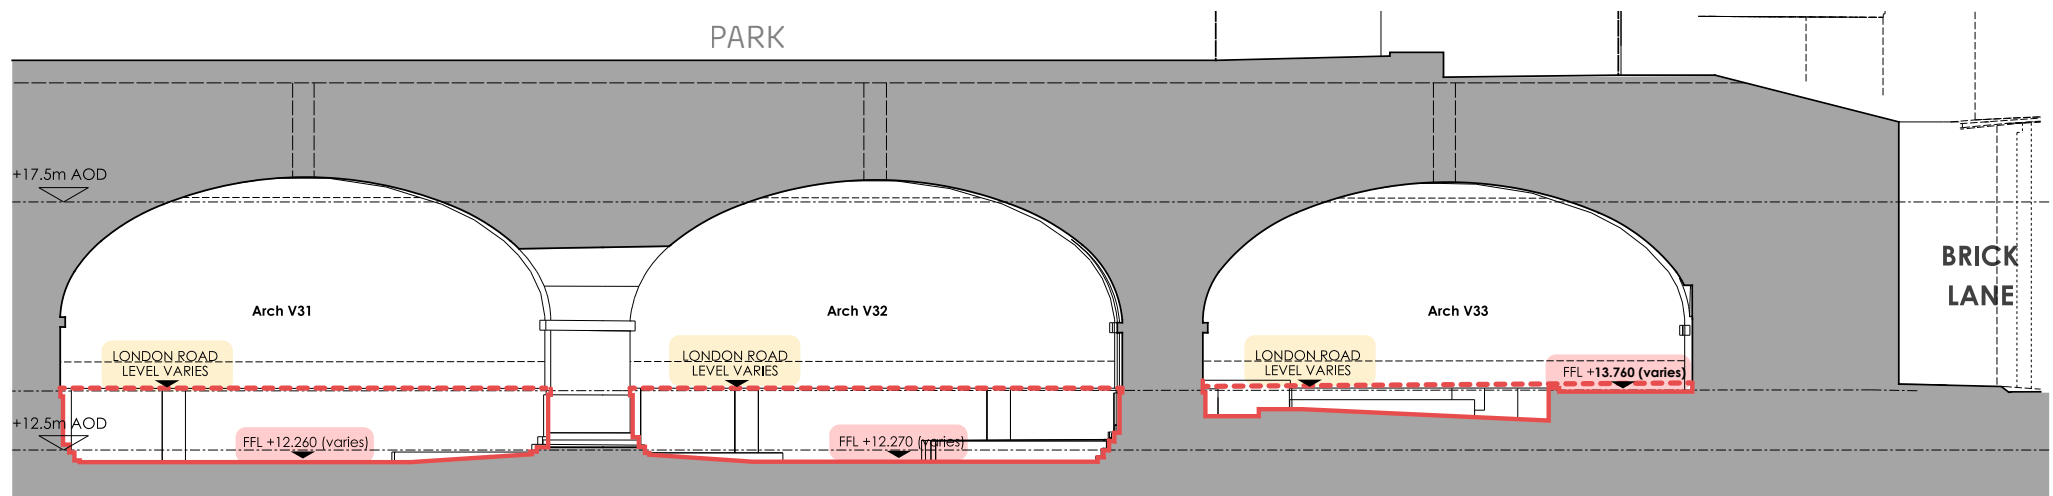 PARK
+17.5m AOD
BRICK
LANE
Arch V31
Arch V32
Arch V33
LONDON ROAD
LEVEL VARIES
LONDON ROAD
LEVEL VARIES
LONDON ROAD
LEVEL VARIES
FFL +13.760 (varies)
+12.5m AOD
FFL +12.260 (varies)
FFL +12.270 (varies)